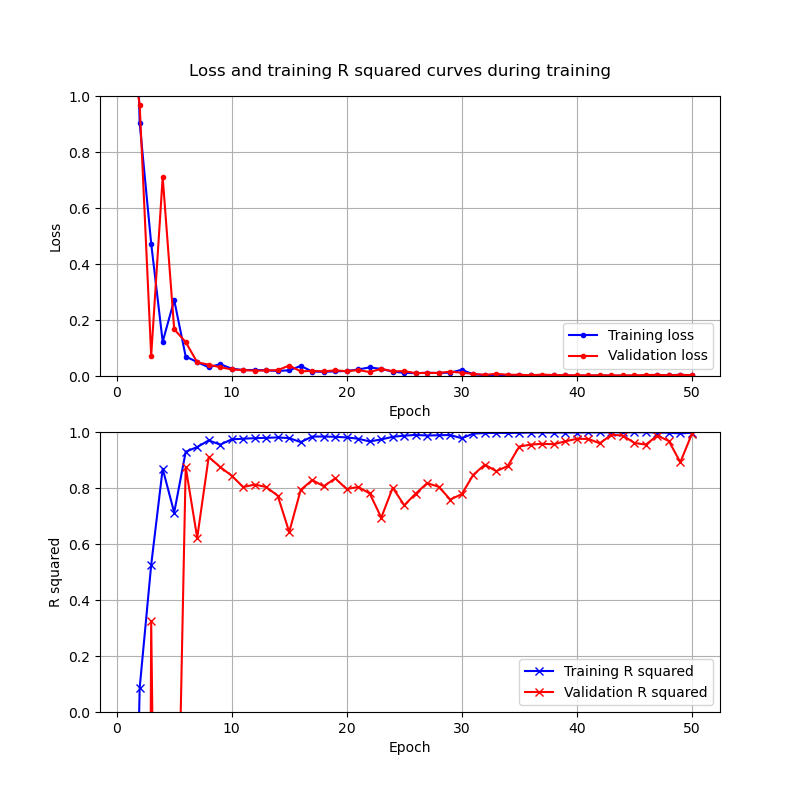 Loss and training R squared curves during training
1.0
0.8
0.6
0.4
0.2
0.0
Loss
0
10
20
30
40
50
Epoch
Training loss
Validation loss
1.0
0.8
0.6
0.4
0.2
0.0
R squared
0
10
20
30
40
50
Epoch
Training R squared
Validation R squared